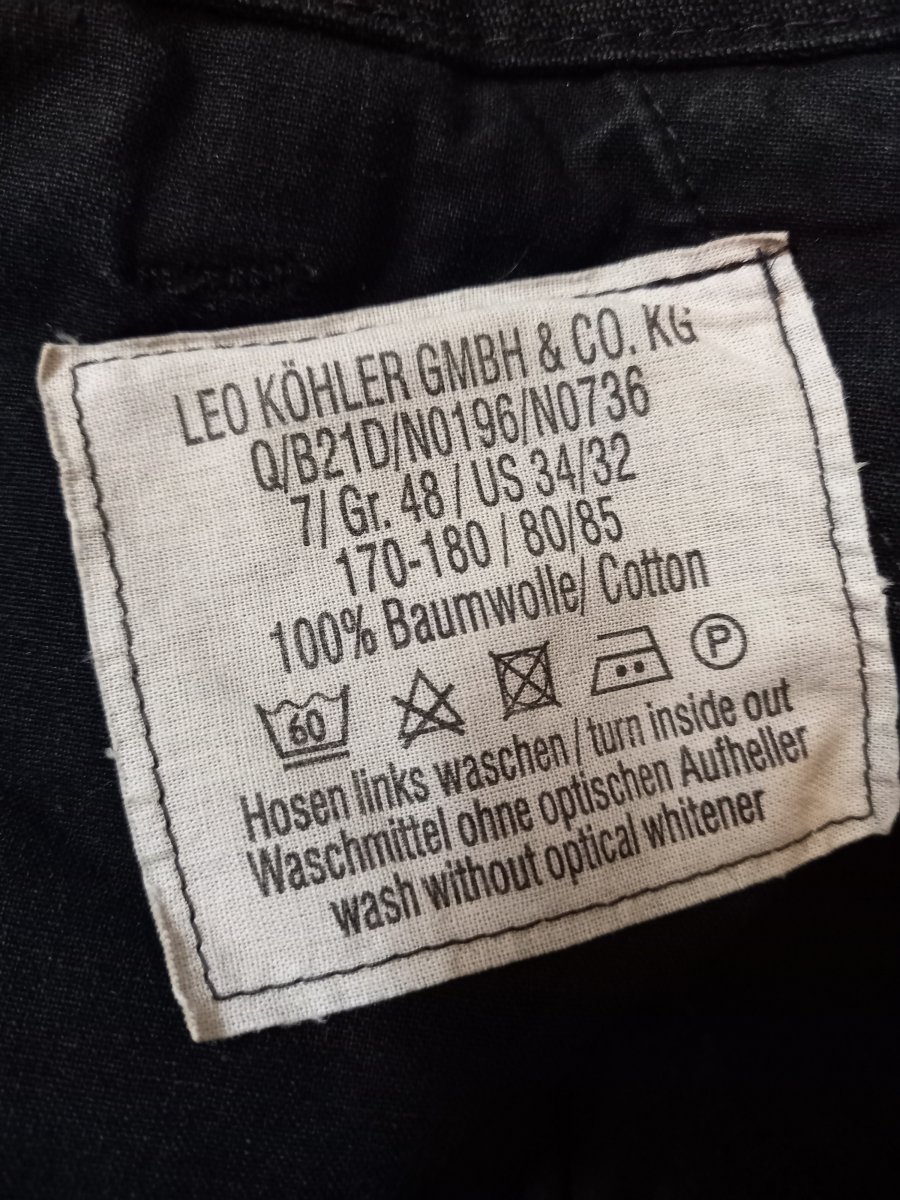 LEO KÖHLER GMBH & CO. KG
Q/B21D/N0196/N0736
7/ Gr. 48 / US 34/32
170-180 / 80/85
100% Baumwolle/ Cotton
60 P
Hosen links waschen / turn inside out
Waschmittel ohne optischen Aufheller
wash without optical whitener